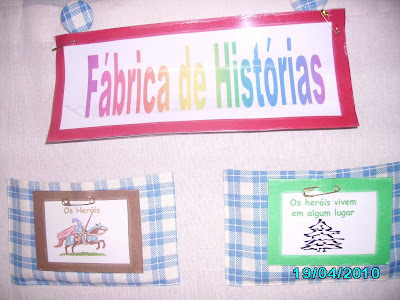 Fábrica de Histórias
Os Heróis
Os heróis vivem
em algum lugar
19/04/2010